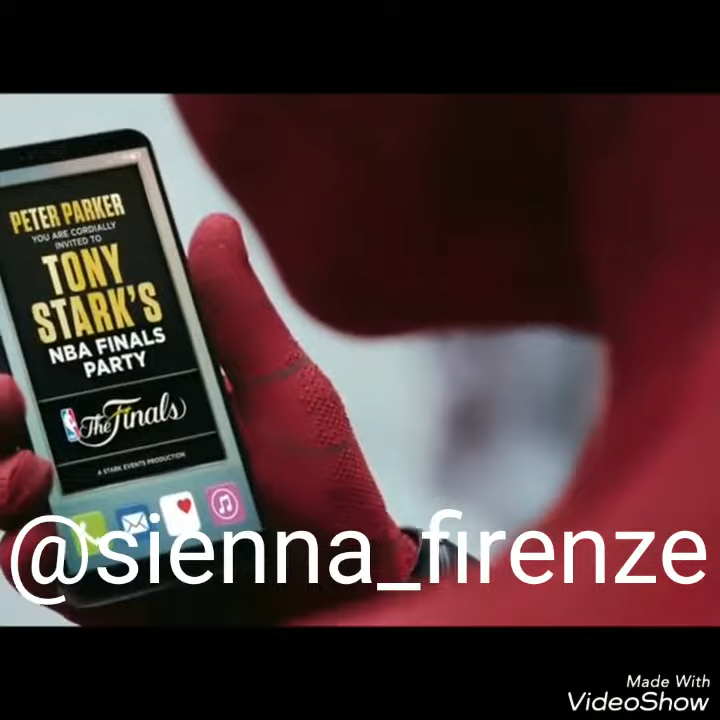 PETER PARKER
YOU ARE CORDIALLY
INVITED TO
TONY
STARK'S
NBA FINALS
PARTY
The Finals
A STARK EVENTS PRODUCTION
@sienna_firenze
Made With
VideoShow